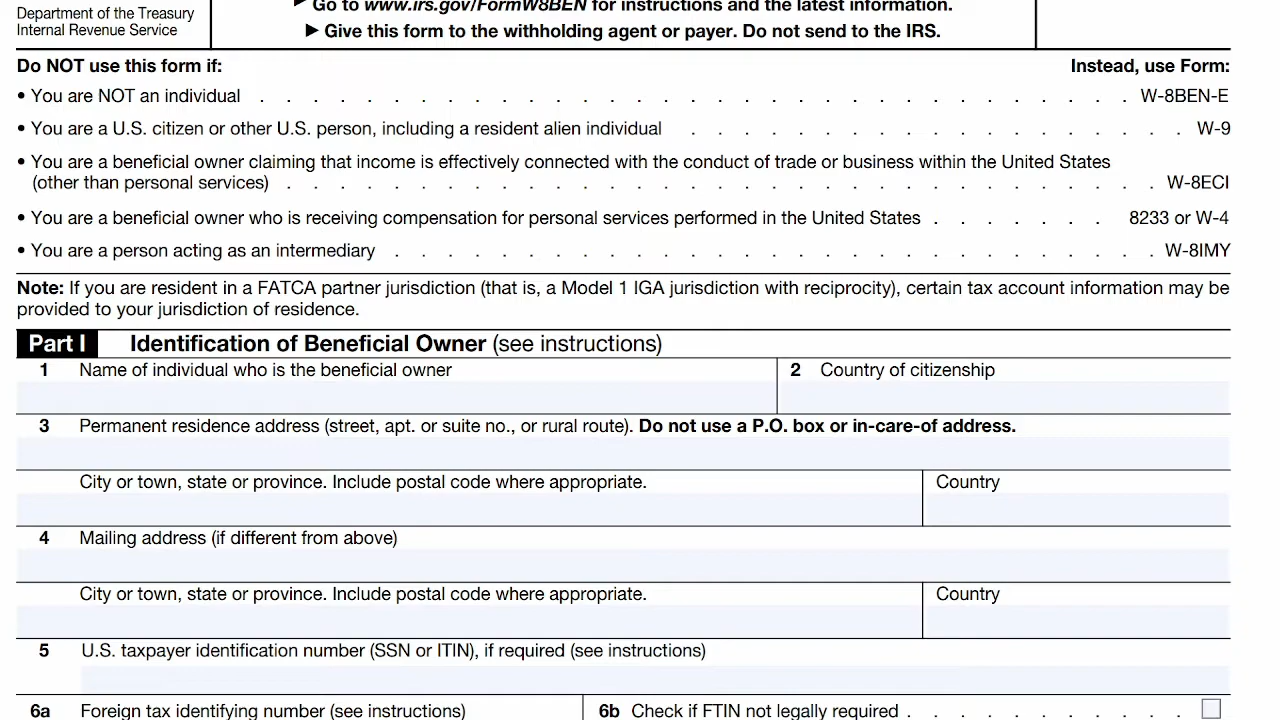 Department of the Treasury
Internal Revenue Service
▶ Go to www.irs.gov/FormW8BEN for instructions and the latest information.
▶ Give this form to the withholding agent or payer. Do not send to the IRS.
Do NOT use this form if: Instead, use Form:
• You are NOT an individual . . . . . . . . . . . . . . . . . . . . . . . . . . . . . . . . . W-8BEN-E
• You are a U.S. citizen or other U.S. person, including a resident alien individual . . . . . . . . . . . . . . . . . . . W-9
• You are a beneficial owner claiming that income is effectively connected with the conduct of trade or business within the United States
(other than personal services) . . . . . . . . . . . . . . . . . . . . . . . . . . . . . . . . . W-8ECI
• You are a beneficial owner who is receiving compensation for personal services performed in the United States . . . . . . . 8233 or W-4
• You are a person acting as an intermediary . . . . . . . . . . . . . . . . . . . . . . . . . . . . . W-8IMY
Note: If you are resident in a FATCA partner jurisdiction (that is, a Model 1 IGA jurisdiction with reciprocity), certain tax account information may be
provided to your jurisdiction of residence.
Part I Identification of Beneficial Owner (see instructions)
1 Name of individual who is the beneficial owner 2 Country of citizenship
3 Permanent residence address (street, apt. or suite no., or rural route). Do not use a P.O. box or in-care-of address.
City or town, state or province. Include postal code where appropriate. Country
4 Mailing address (if different from above)
City or town, state or province. Include postal code where appropriate. Country
5 U.S. taxpayer identification number (SSN or ITIN), if required (see instructions)
6a Foreign tax identifying number (see instructions) 6b Check if FTIN not legally required . . . . . . . . . . .